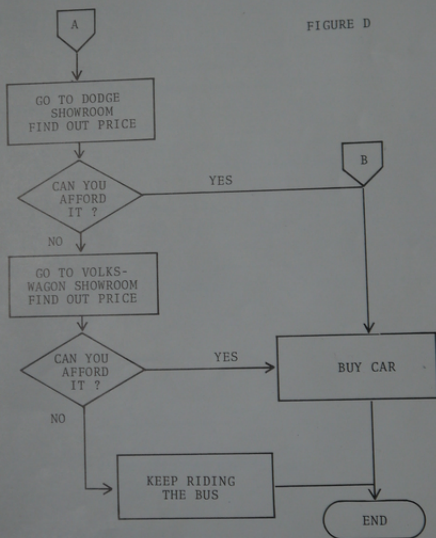 A
FIGURE D
GO TO DODGE
SHOWROOM
FIND OUT PRICE
B
CAN YOU
AFFORD
IT ?
YES
NO
GO TO VOLKS-
WAGON SHOWROOM
FIND OUT PRICE
CAN YOU
AFFORD
IT ?
YES
BUY CAR
NO
KEEP RIDING
THE BUS
END